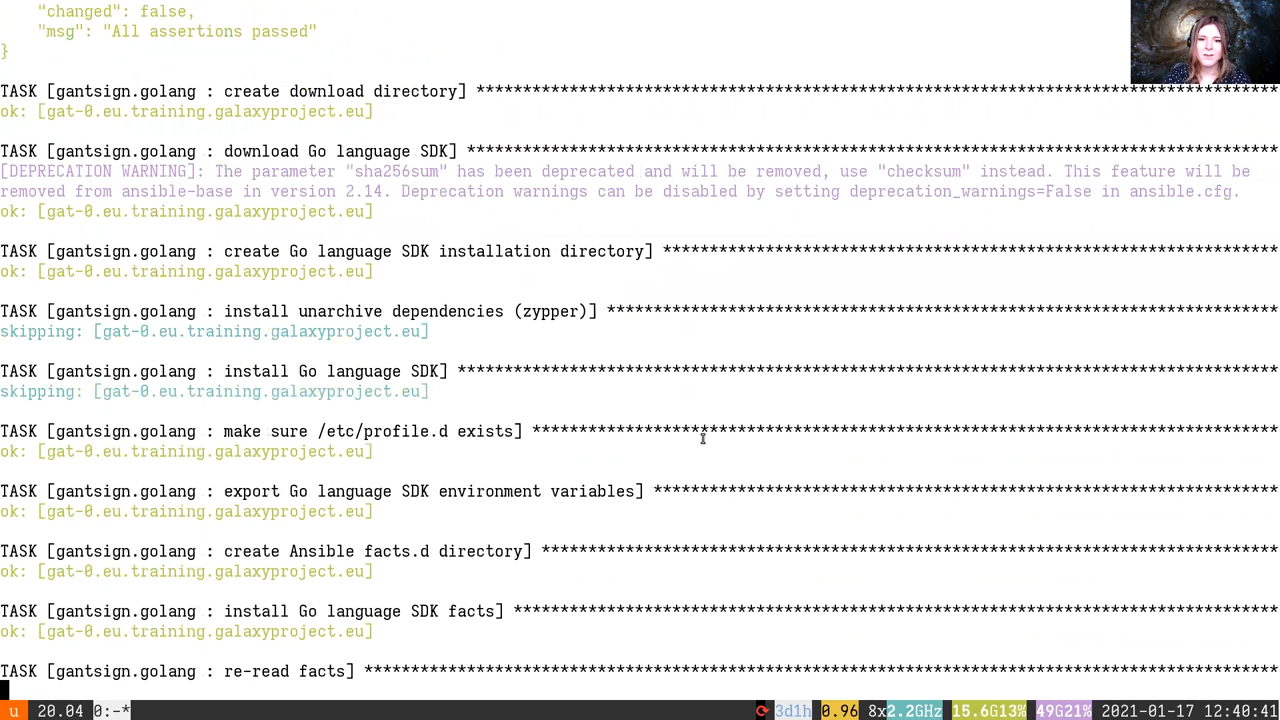 "changed": false,
    "msg": "All assertions passed"
}
TASK [gantsign.golang : create download directory] **************************************************************************************
ok: [gat-0.eu.training.galaxyproject.eu]
TASK [gantsign.golang : download Go language SDK] ***************************************************************************************
[DEPRECATION WARNING]: The parameter "sha256sum" has been deprecated and will be removed, use "checksum" instead. This feature will be
removed from ansible-base in version 2.14. Deprecation warnings can be disabled by setting deprecation_warnings=False in ansible.cfg.
ok: [gat-0.eu.training.galaxyproject.eu]
TASK [gantsign.golang : create Go language SDK installation directory] ******************************************************************
ok: [gat-0.eu.training.galaxyproject.eu]
TASK [gantsign.golang : install unarchive dependencies (zypper)] ************************************************************************
skipping: [gat-0.eu.training.galaxyproject.eu]
TASK [gantsign.golang : install Go language SDK] ****************************************************************************************
skipping: [gat-0.eu.training.galaxyproject.eu]
TASK [gantsign.golang : make sure /etc/profile.d exists] ********************************************************************************
ok: [gat-0.eu.training.galaxyproject.eu]
TASK [gantsign.golang : export Go language SDK environment variables] *******************************************************************
ok: [gat-0.eu.training.galaxyproject.eu]
TASK [gantsign.golang : create Ansible facts.d directory] *******************************************************************************
ok: [gat-0.eu.training.galaxyproject.eu]
TASK [gantsign.golang : install Go language SDK facts] **********************************************************************************
ok: [gat-0.eu.training.galaxyproject.eu]
TASK [gantsign.golang : re-read facts] **************************************************************************************************
u 20.04 0:-* 3d1h 0.96 8x2.2GHz 15.6G13% 49G21% 2021-01-17 12:40:41